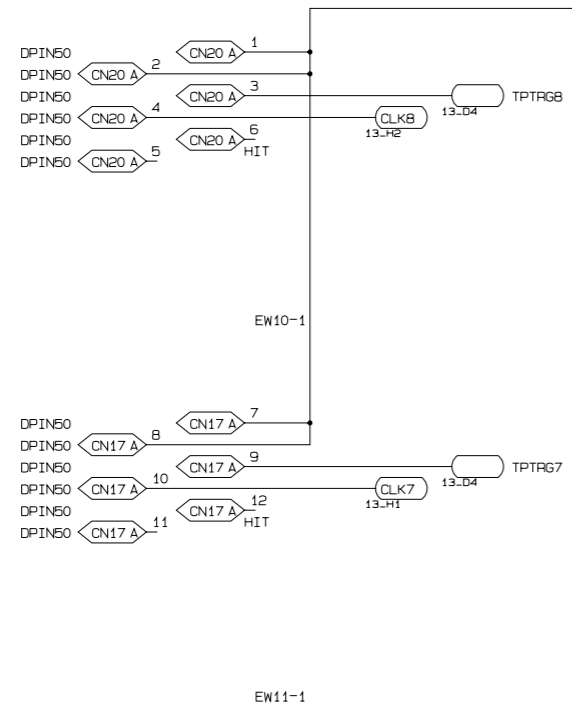 DPIN50 CN20 A 1
DPIN50 CN20 A 2
DPIN50 CN20 A 3 TPTRG8
13_D4
DPIN50 CN20 A 4 CLK8
13_H2
DPIN50 CN20 A 6
HIT
DPIN50 CN20 A 5
EW10-1
DPIN50 CN17 A 7
DPIN50 CN17 A 8
DPIN50 CN17 A 9 TPTRG7
13_D4
DPIN50 CN17 A 10 CLK7
13_H1
DPIN50 CN17 A 12
HIT
DPIN50 CN17 A 11
EW11-1